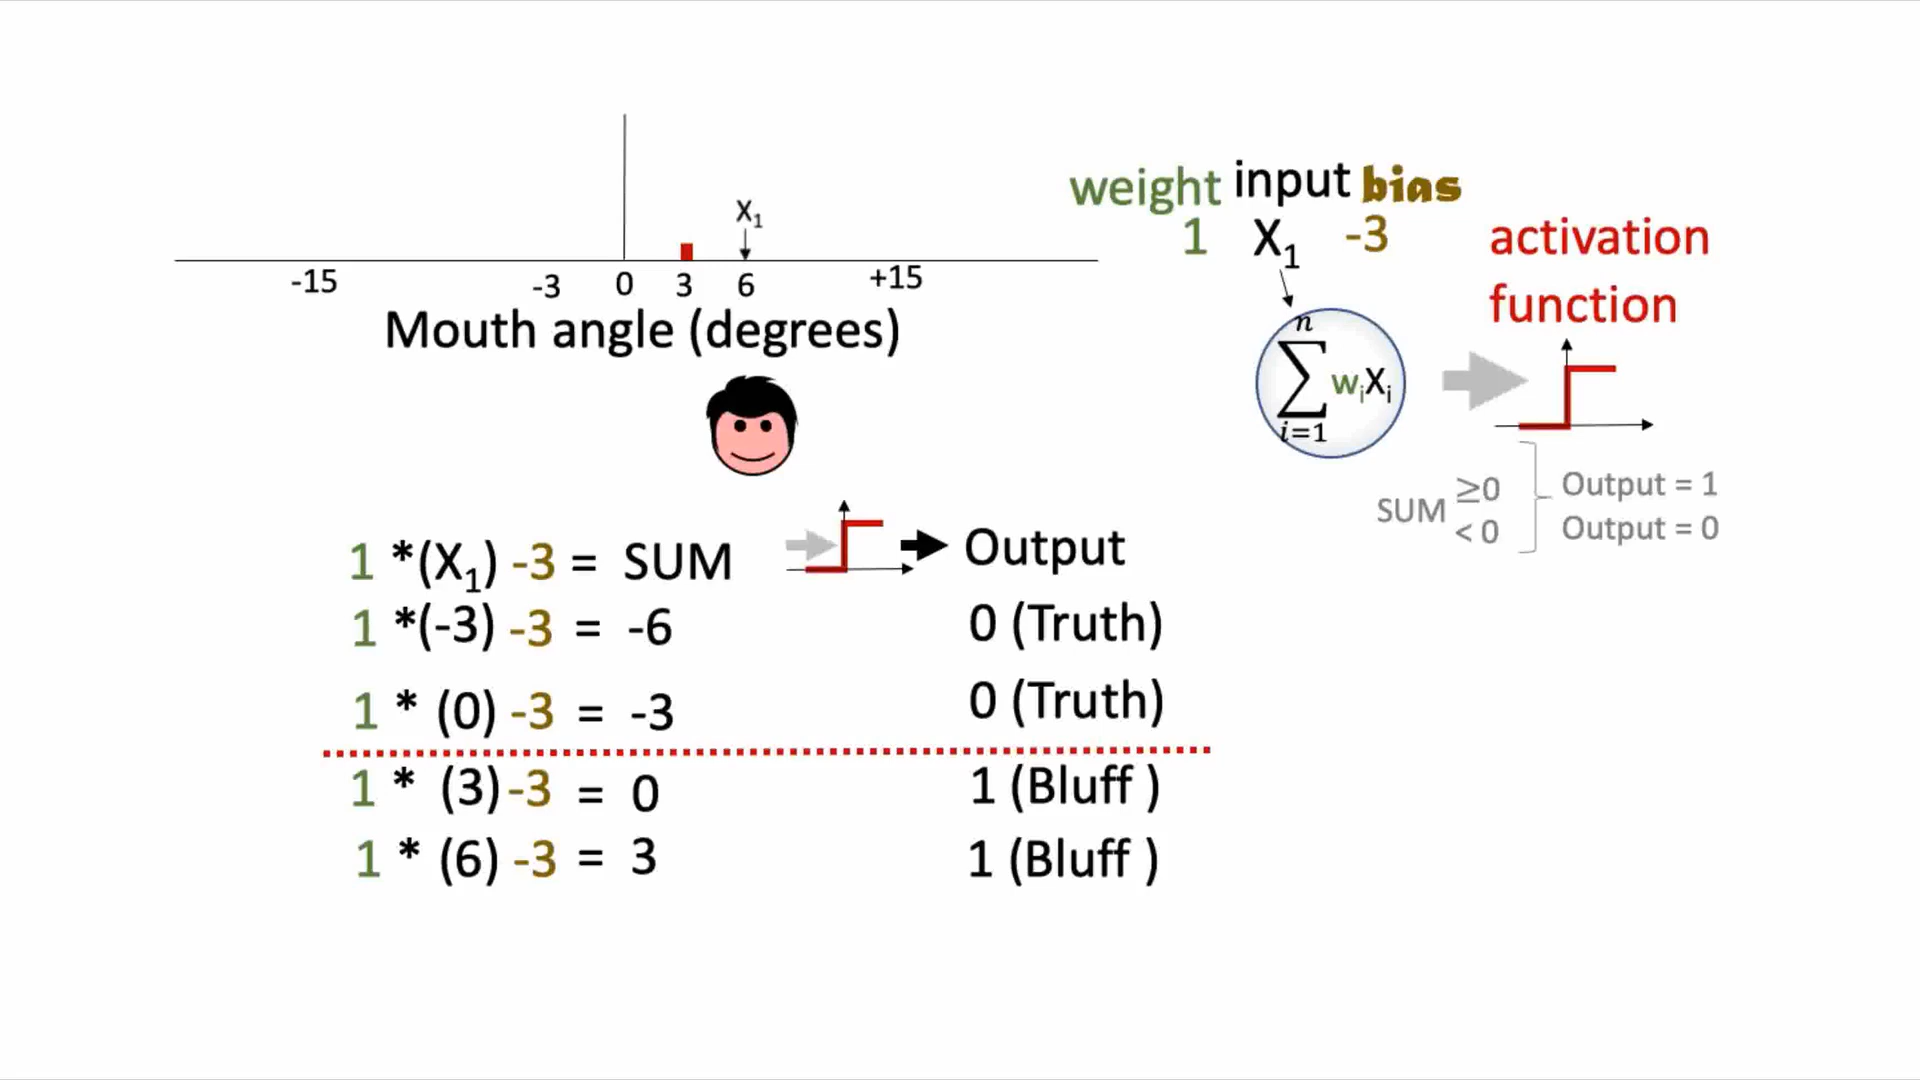 X₁
-15 -3 0 3 6 +15
Mouth angle (degrees)
weight input bias
1 X₁ -3
activation
function
n
∑ wᵢXᵢ
i=1
SUM ≥0 Output = 1
<0 Output = 0
1 *(X₁) -3 = SUM Output
1 *(-3) -3 = -6 0 (Truth)
1 * (0) -3 = -3 0 (Truth)
1 * (3) -3 = 0 1 (Bluff )
1 * (6) -3 = 3 1 (Bluff )